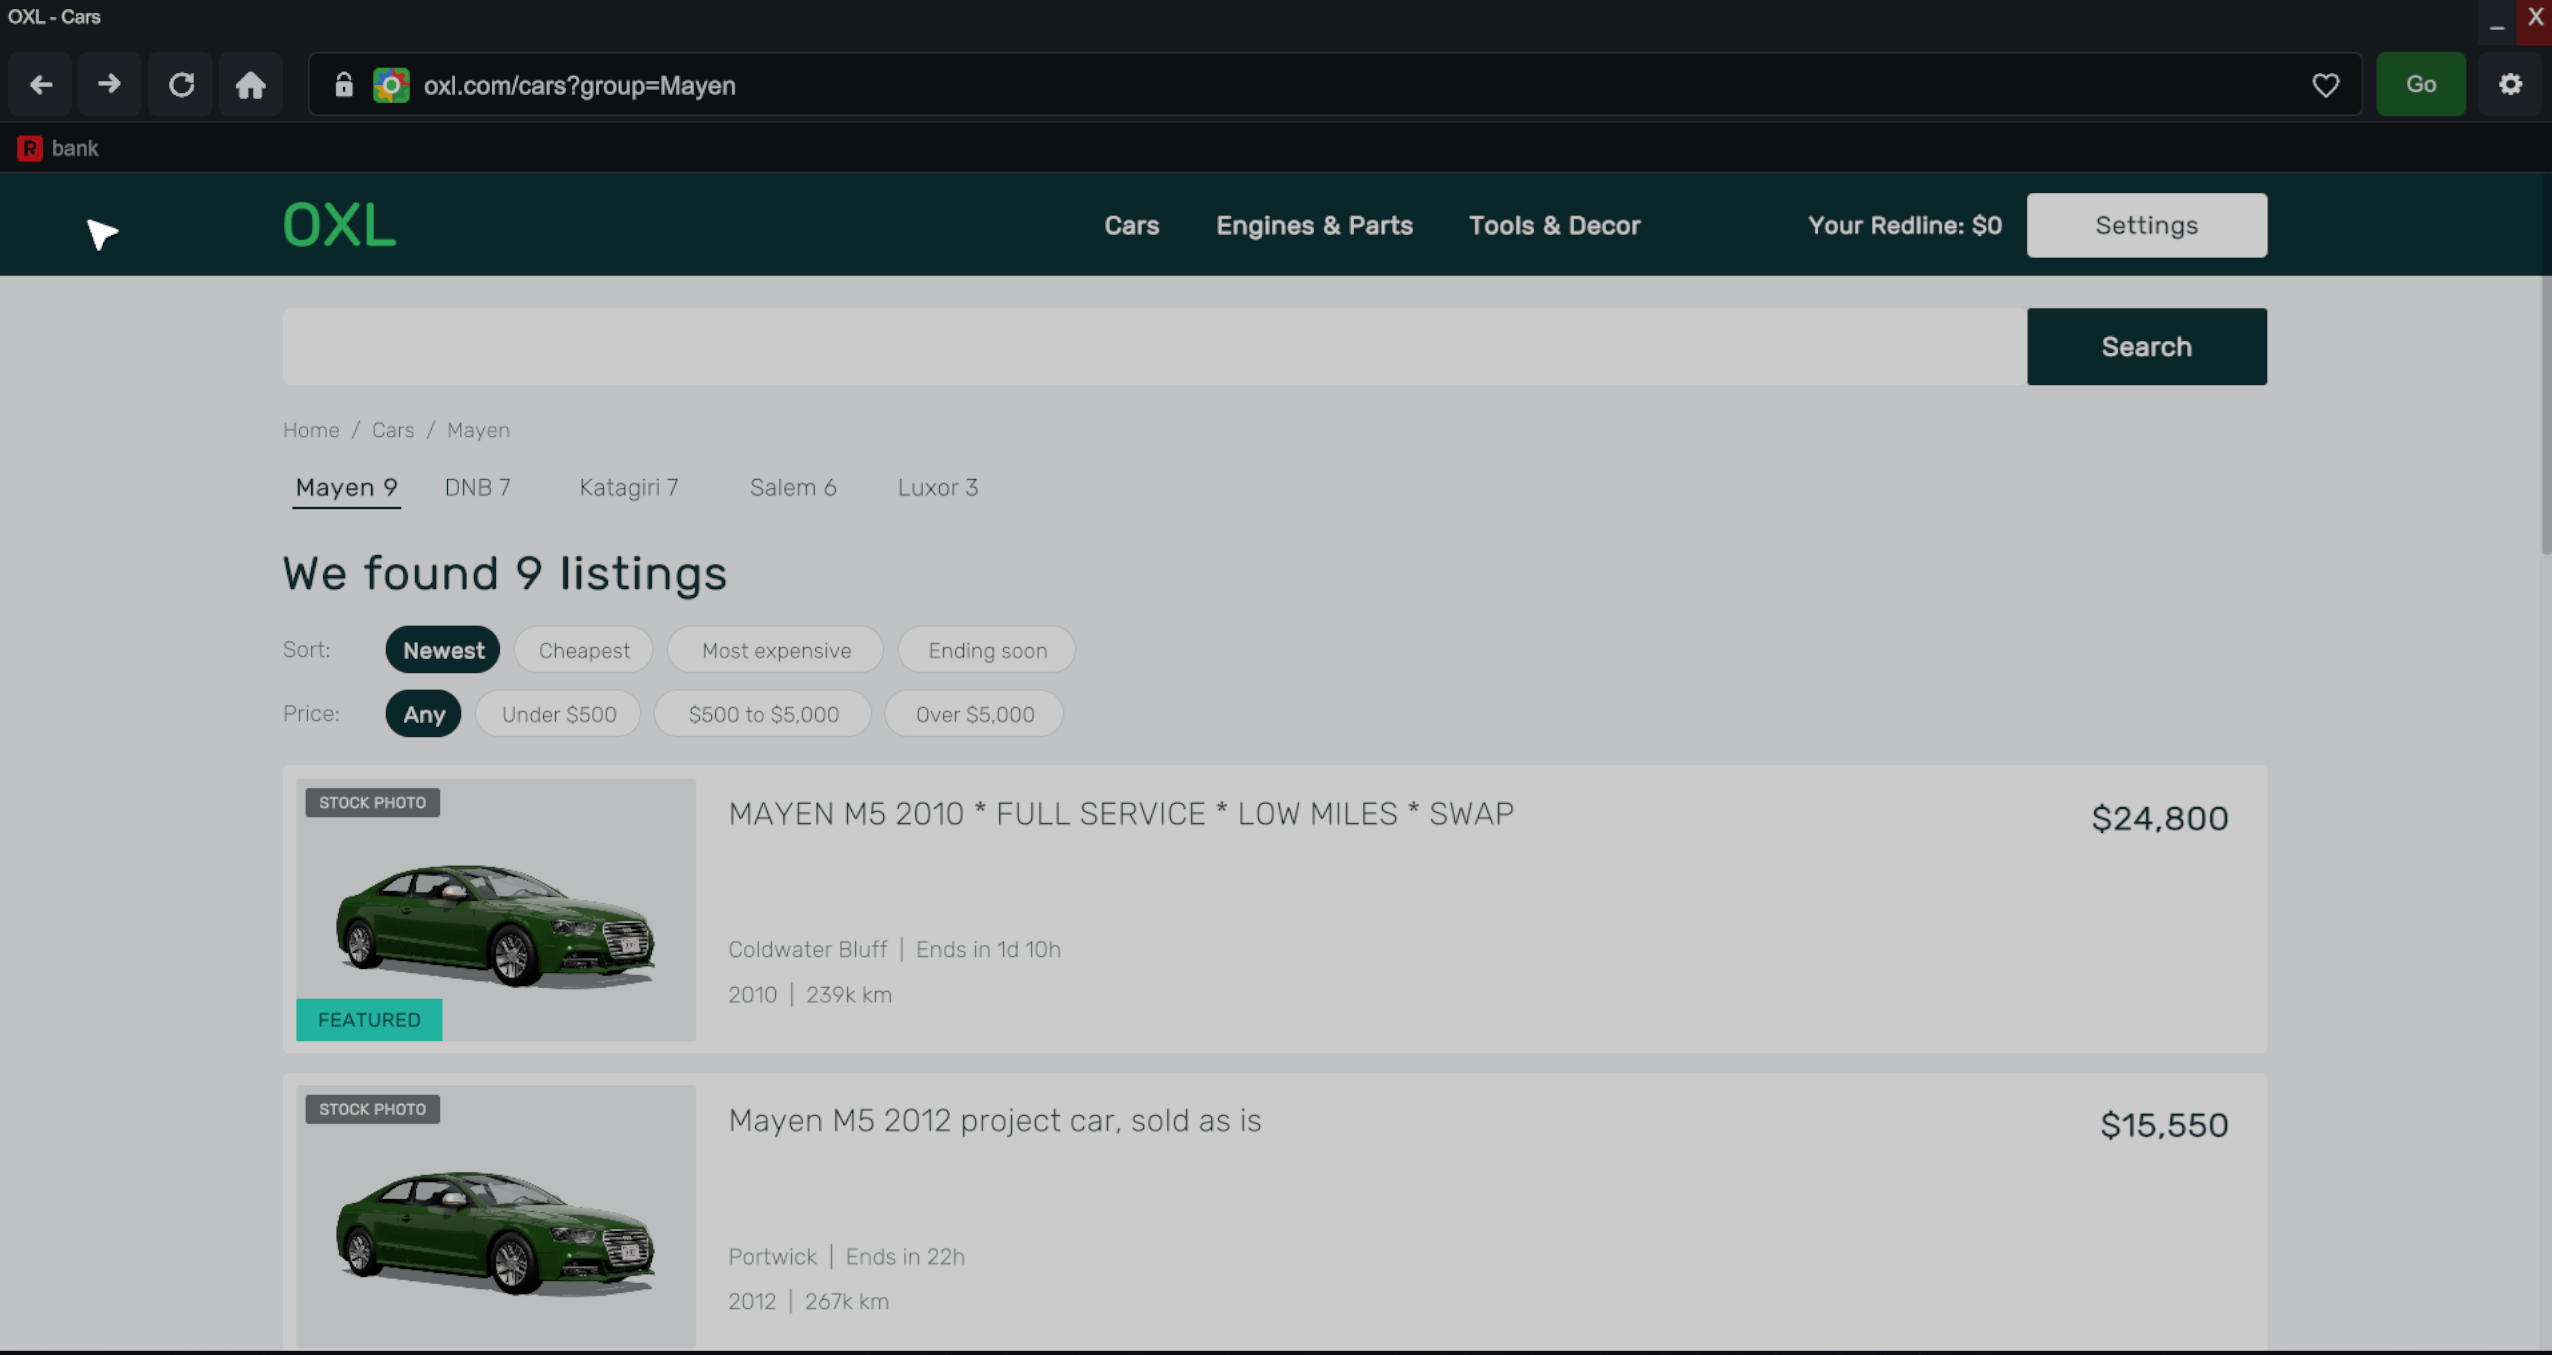 OXL - Cars
_ X
oxl.com/cars?group=Mayen
Go
R bank
OXL Cars Engines & Parts Tools & Decor Your Redline: $0 Settings
Search
Home / Cars / Mayen
Mayen 9 DNB 7 Katagiri 7 Salem 6 Luxor 3
We found 9 listings
Sort: Newest Cheapest Most expensive Ending soon
Price: Any Under $500 $500 to $5,000 Over $5,000
STOCK PHOTO
MAYEN M5 2010 * FULL SERVICE * LOW MILES * SWAP
$24,800
Coldwater Bluff | Ends in 1d 10h
2010 | 239k km
FEATURED
STOCK PHOTO
Mayen M5 2012 project car, sold as is
$15,550
Portwick | Ends in 22h
2012 | 267k km